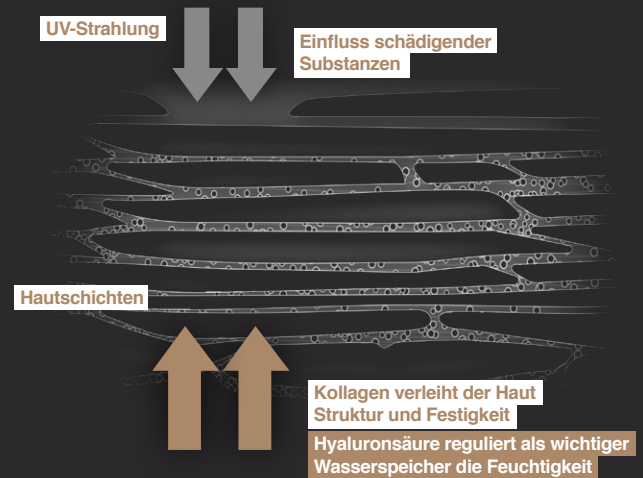 UV-Strahlung
Einfluss schädigender
Substanzen
Hautschichten
Kollagen verleiht der Haut
Struktur und Festigkeit
Hyaluronsäure reguliert als wichtiger
Wasserspeicher die Feuchtigkeit